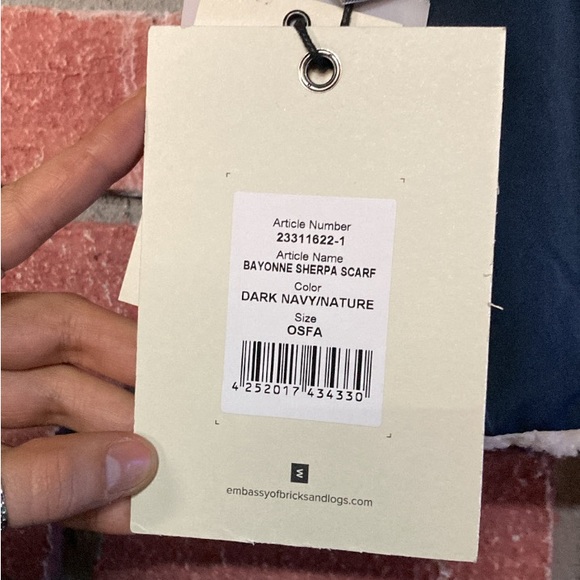 Article Number
23311622-1
Article Name
BAYONNE SHERPA SCARF
Color
DARK NAVY/NATURE
Size
OSFA
4 252017 434330
embassyofbricksandlogs.com